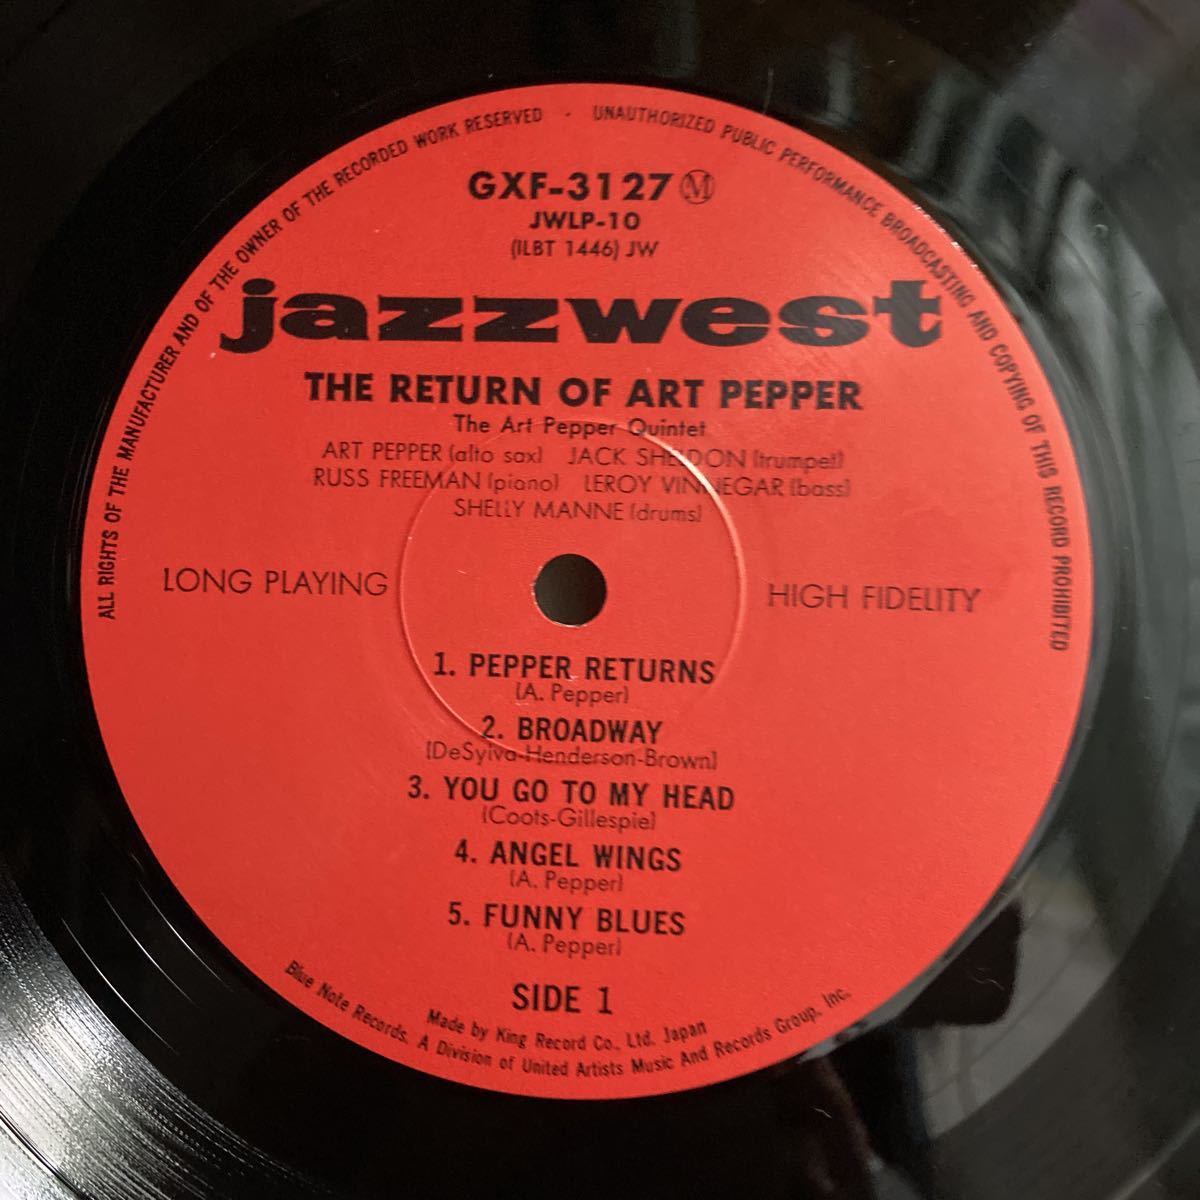 ALL RIGHTS OF THE MANUFACTURER AND OF THE OWNER OF THE RECORDED WORK RESERVED · UNAUTHORIZED PUBLIC PERFORMANCE BROADCASTING AND COPYING OF THIS RECORD PROHIBITED
GXF-3127 Ⓜ
JWLP-10
(ILBT 1446) JW
jazzwest
THE RETURN OF ART PEPPER
The Art Pepper Quintet
ART PEPPER (alto sax) JACK SHELDON (trumpet)
RUSS FREEMAN (piano) LEROY VINNEGAR (bass)
SHELLY MANNE (drums)
LONG PLAYING HIGH FIDELITY
1. PEPPER RETURNS
(A. Pepper)
2. BROADWAY
(DeSylva-Henderson-Brown)
3. YOU GO TO MY HEAD
(Coots-Gillespie)
4. ANGEL WINGS
(A. Pepper)
5. FUNNY BLUES
(A. Pepper)
SIDE 1
Made by King Record Co., Ltd. Japan
Blue Note Records. A Division of United Artists Music And Records Group, Inc.